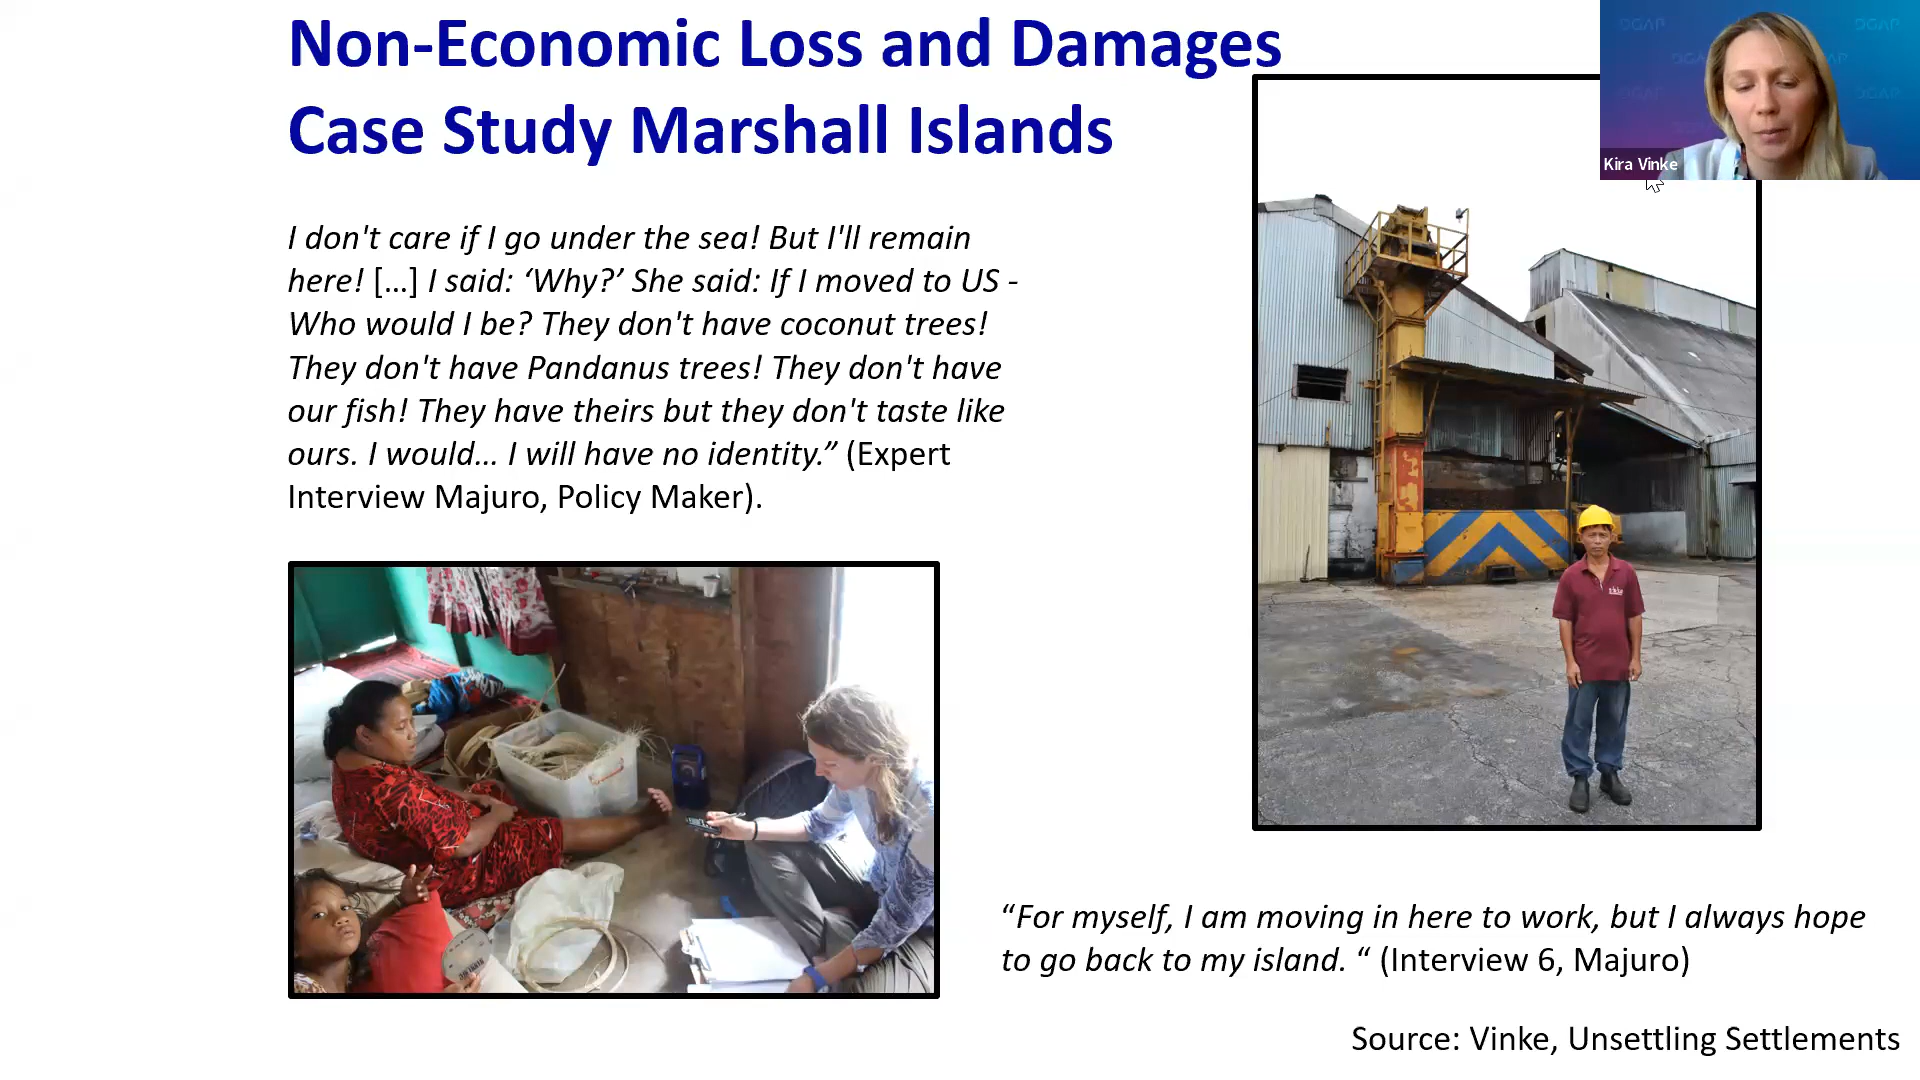 Non-Economic Loss and Damages
Case Study Marshall Islands
Kira Vinke
I don't care if I go under the sea! But I'll remain
here! […] I said: ‘Why?’ She said: If I moved to US -
Who would I be? They don't have coconut trees!
They don't have Pandanus trees! They don't have
our fish! They have theirs but they don't taste like
ours. I would… I will have no identity.” (Expert
Interview Majuro, Policy Maker).
“For myself, I am moving in here to work, but I always hope
to go back to my island. “ (Interview 6, Majuro)
Source: Vinke, Unsettling Settlements